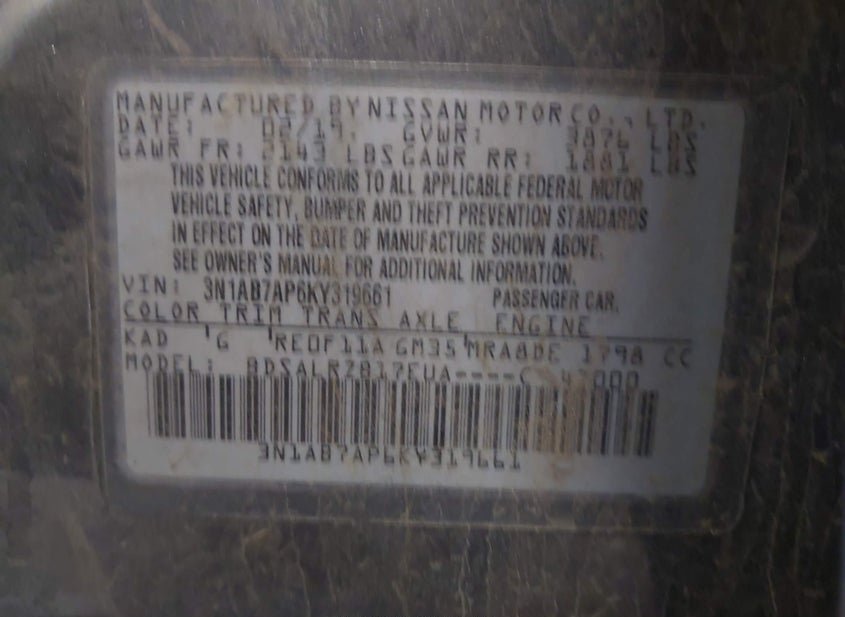 MANUFACTURED BY NISSAN MOTOR CO., LTD.
DATE: 02/19. GVWR: 3876 LBS
GAWR FR: 2143 LBS GAWR RR: 1881 LBS
THIS VEHICLE CONFORMS TO ALL APPLICABLE FEDERAL MOTOR
VEHICLE SAFETY, BUMPER AND THEFT PREVENTION STANDARDS
IN EFFECT ON THE DATE OF MANUFACTURE SHOWN ABOVE.
SEE OWNER'S MANUAL FOR ADDITIONAL INFORMATION.
VIN: 3N1AB7AP6KY319661 PASSENGER CAR.
COLOR TRIM TRANS AXLE ENGINE
KAD G RE0F11A GM35 MRA8DE 1798 CC
MODEL:
3N1AB7AP6KY319661